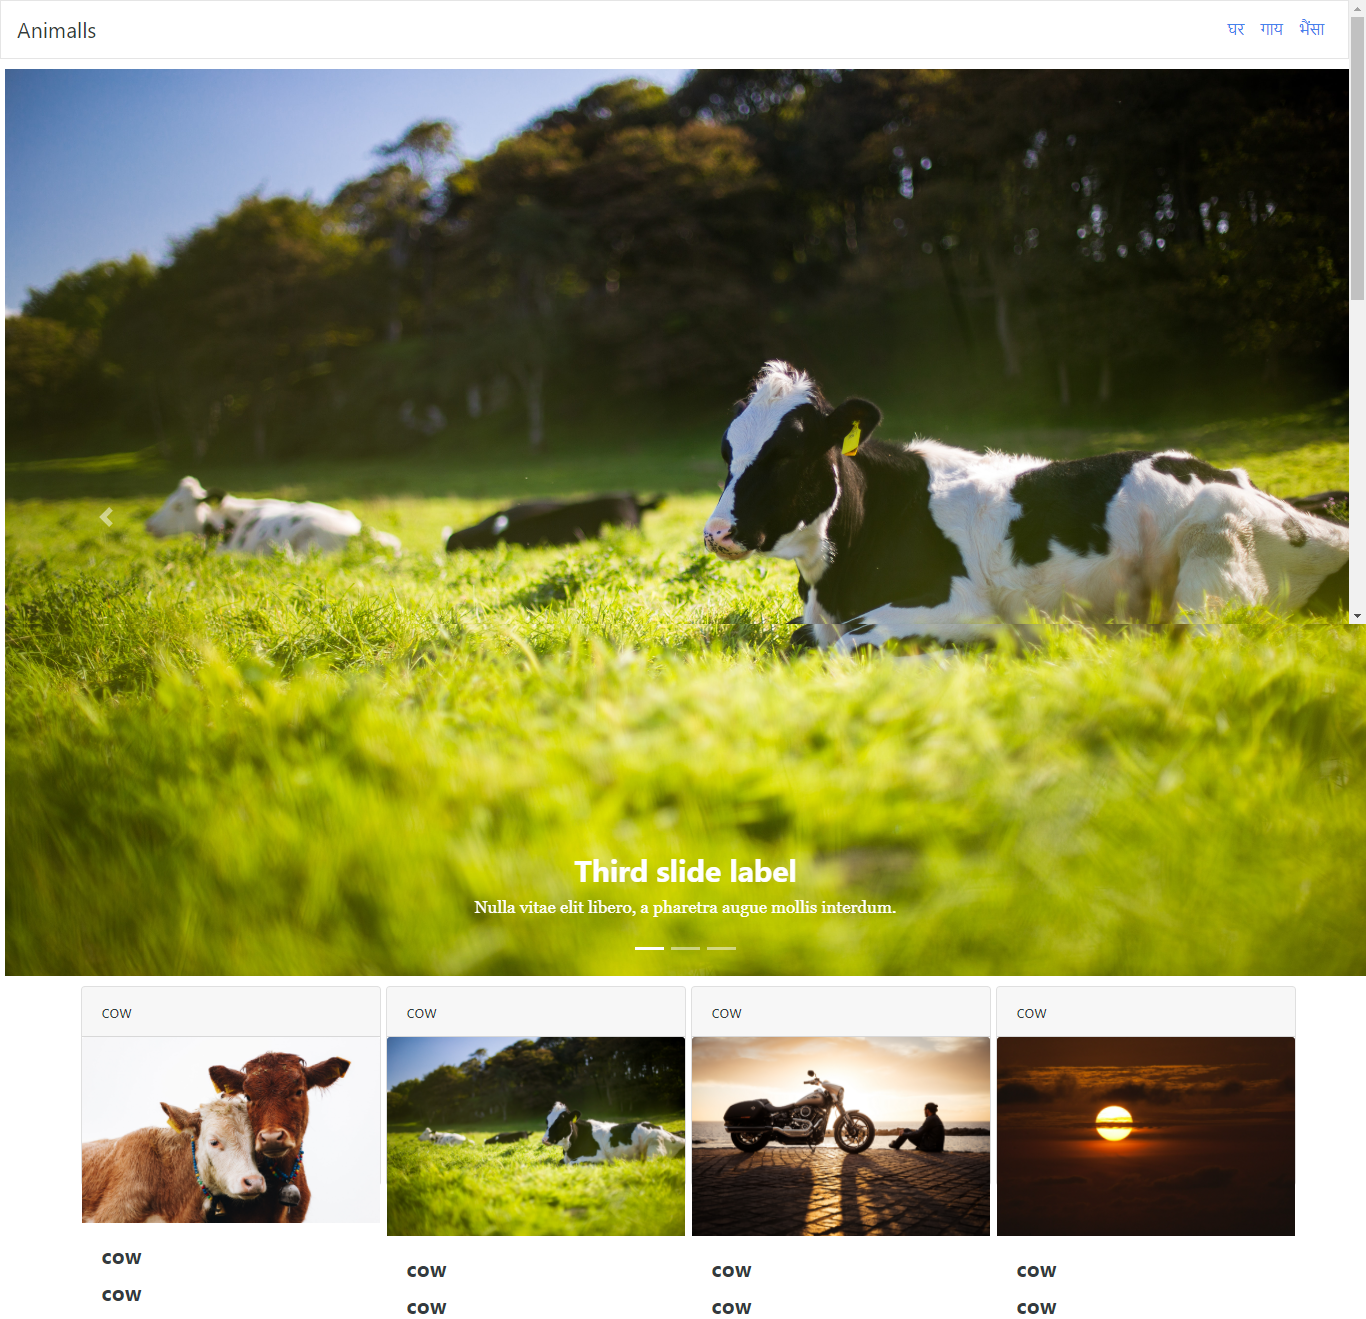 Animalls
घर गाय भैंसा
Third slide label
Nulla vitae elit libero, a pharetra augue mollis interdum.
cow cow cow cow
cow
cow
cow
cow
cow
cow
cow
cow